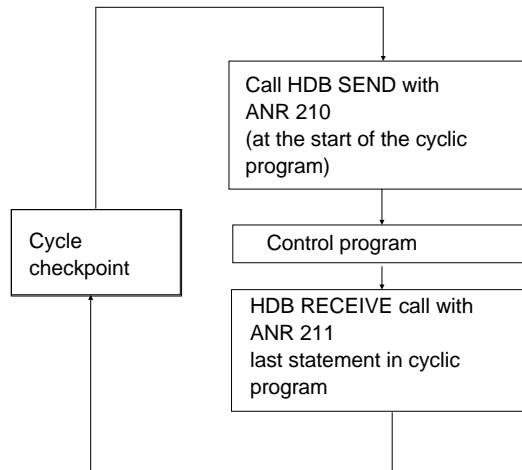 Call HDB SEND with
ANR 210
(at the start of the cyclic
program)
Cycle
checkpoint
Control program
HDB RECEIVE call with
ANR 211
last statement in cyclic
program